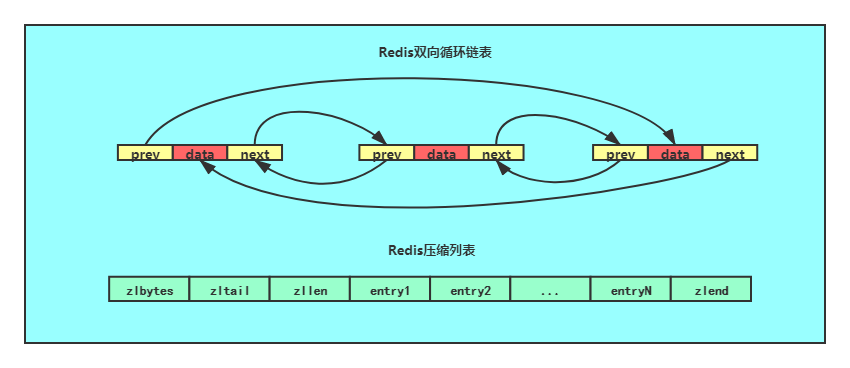 Redis双向循环链表
prev data next prev data next prev data next
Redis压缩列表
zlbytes zltail zllen entry1 entry2 ... entryN zlend